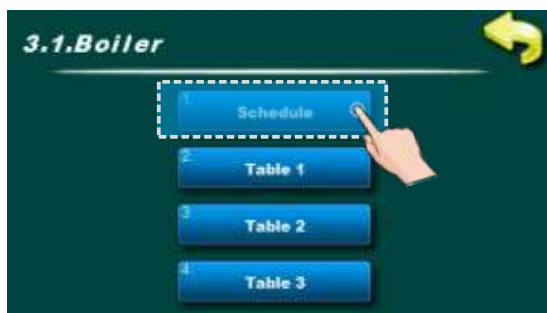 3.1.Boiler
1. Schedule
2. Table 1
3 Table 2
4. Table 3